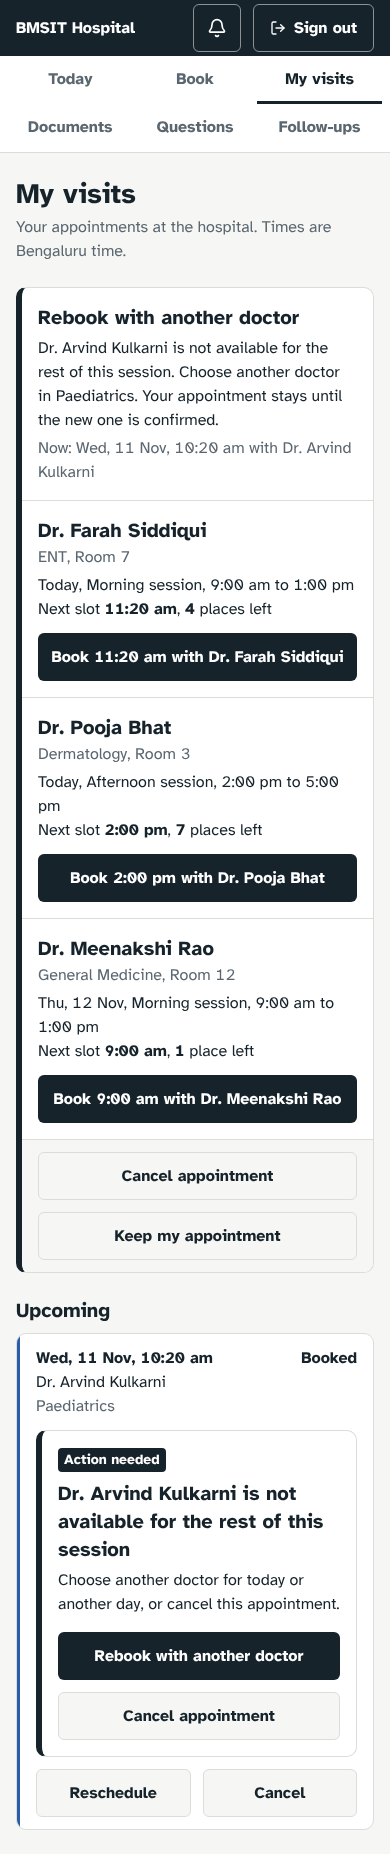 BMSIT Hospital
Sign out
Today
Book
My visits
Documents
Questions
Follow-ups
My visits
Your appointments at the hospital. Times are
Bengaluru time.
Rebook with another doctor
Dr. Arvind Kulkarni is not available for the
rest of this session. Choose another doctor
in Paediatrics. Your appointment stays until
the new one is confirmed.
Now: Wed, 11 Nov, 10:20 am with Dr. Arvind
Kulkarni
Dr. Farah Siddiqui
ENT, Room 7
Today, Morning session, 9:00 am to 1:00 pm
Next slot 11:20 am, 4 places left
Book 11:20 am with Dr. Farah Siddiqui
Dr. Pooja Bhat
Dermatology, Room 3
Today, Afternoon session, 2:00 pm to 5:00
pm
Next slot 2:00 pm, 7 places left
Book 2:00 pm with Dr. Pooja Bhat
Dr. Meenakshi Rao
General Medicine, Room 12
Thu, 12 Nov, Morning session, 9:00 am to
1:00 pm
Next slot 9:00 am, 1 place left
Book 9:00 am with Dr. Meenakshi Rao
Cancel appointment
Keep my appointment
Upcoming
Wed, 11 Nov, 10:20 am
Booked
Dr. Arvind Kulkarni
Paediatrics
Action needed
Dr. Arvind Kulkarni is not
available for the rest of this
session
Choose another doctor for today or
another day, or cancel this appointment.
Rebook with another doctor
Cancel appointment
Reschedule
Cancel